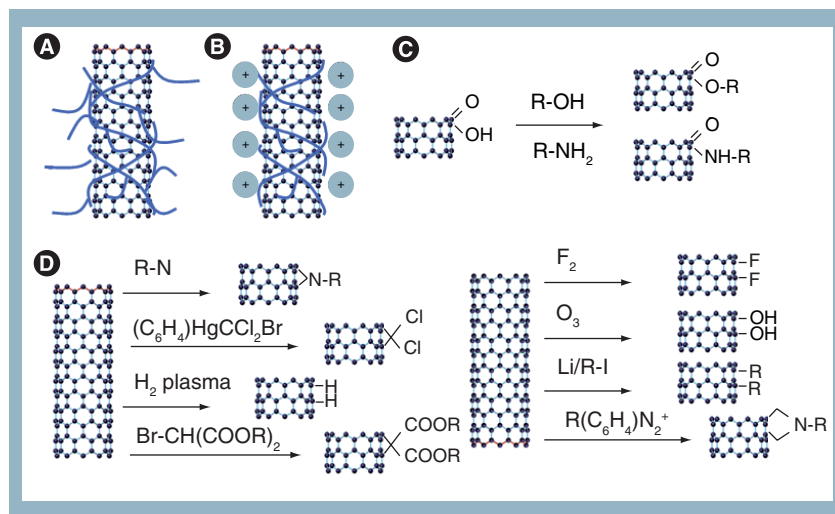 A
B
+ +
+ +
+ +
+ +
C
O
OH
R-OH
R-NH₂
O
O-R
O
NH-R
D
R-N
N-R
(C₆H₄)HgCCl₂Br
Cl
Cl
H₂ plasma
H
H
Br-CH(COOR)₂
COOR
COOR
F₂
F
F
O₃
OH
OH
Li/R-I
R
R
R(C₆H₄)N₂⁺
N-R